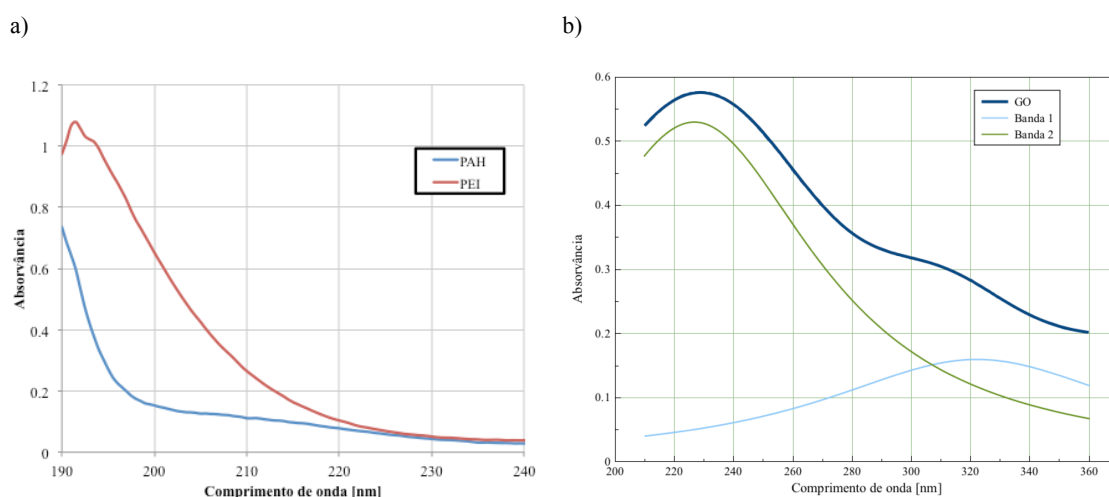 a)
b)
1.2
1
0.8
0.6
0.4
0.2
0
190
200
210
220
230
240
Absorvância
Comprimento de onda [nm]
PAH
PEI
0.6
0.5
0.4
0.3
0.2
0.1
0
200
220
240
260
280
300
320
340
360
Absorvância
Comprimento de onda [nm]
GO
Banda 1
Banda 2